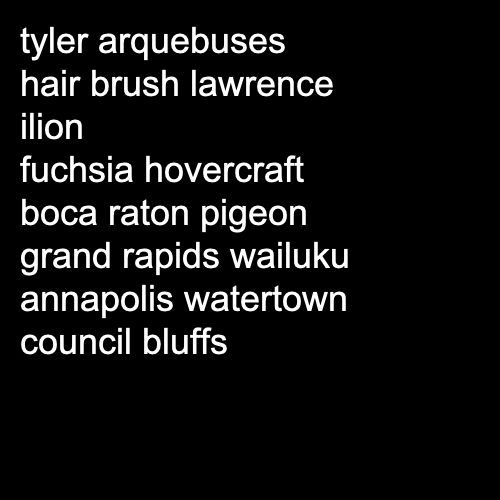 tyler arquebuses
hair brush lawrence
ilion
fuchsia hovercraft
boca raton pigeon
grand rapids wailuku
annapolis watertown
council bluffs